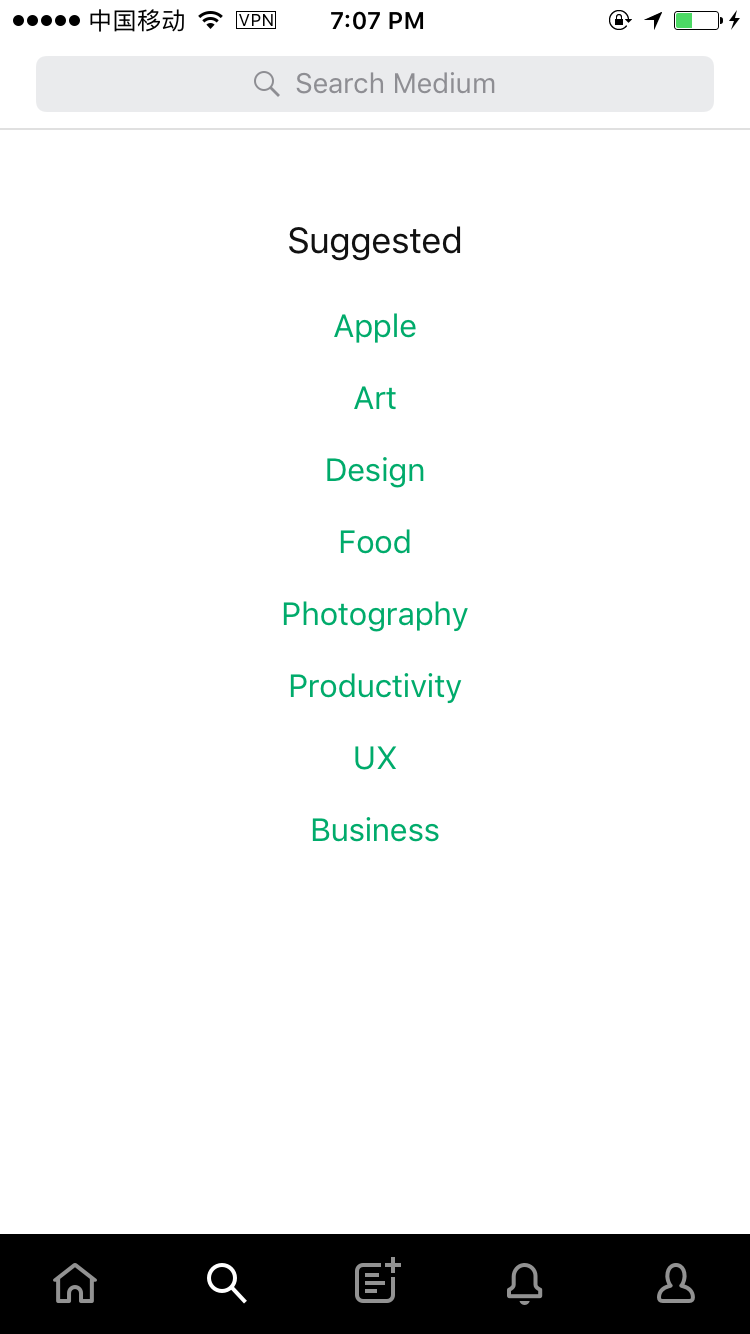 中国移动 VPN 7:07 PM
Search Medium
Suggested
Apple
Art
Design
Food
Photography
Productivity
UX
Business